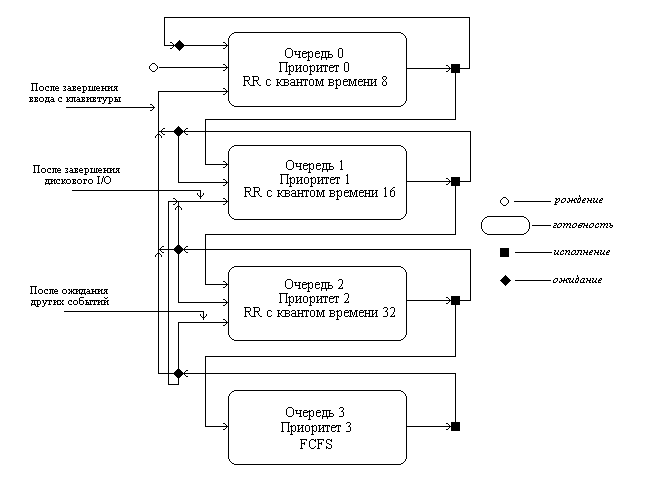 Очередь 0
Приоритет 0
RR с квантом времени 8
После завершения
ввода с клавиатуры
Очередь 1
Приоритет 1
RR с квантом времени 16
После завершения
дискового I/O
рождение
готовность
исполнение
ожидание
Очередь 2
Приоритет 2
RR с квантом времени 32
После ожидания
других событий
Очередь 3
Приоритет 3
FCFS